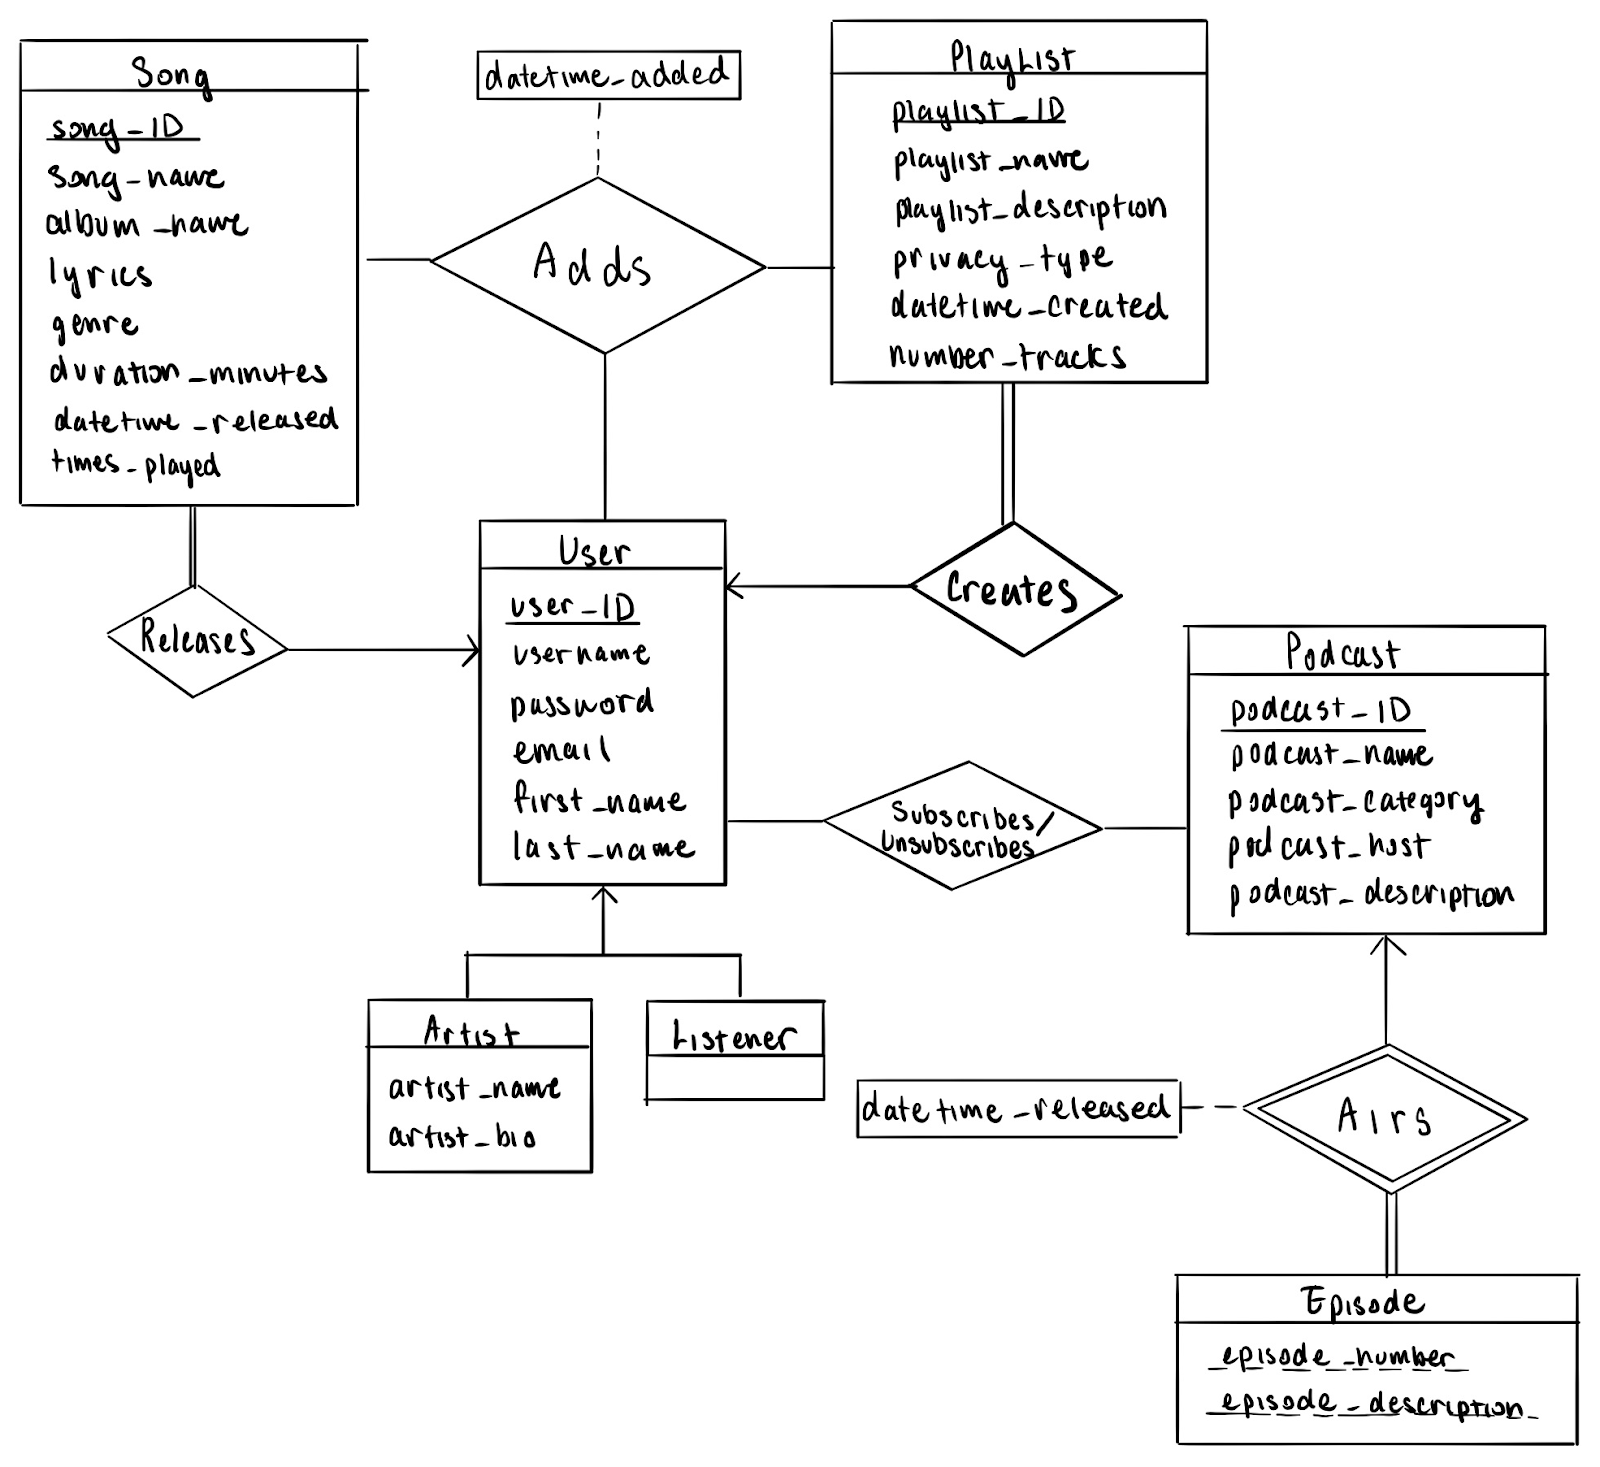 Song
song_ID
song_name
album_name
lyrics
genre
duration_minutes
datetime_released
times_played
datetime_added
Adds
PlayList
playlist_ID
playlist_name
playlist_description
privacy_type
datetime_created
number_tracks
Releases
User
user_ID
username
password
email
first_name
last_name
Creates
Subscribes/
Unsubscribes
Podcast
podcast_ID
podcast_name
podcast_category
podcast_host
podcast_description
Artist
artist_name
artist_bio
Listener
datetime_released
Airs
Episode
episode_number
episode_description